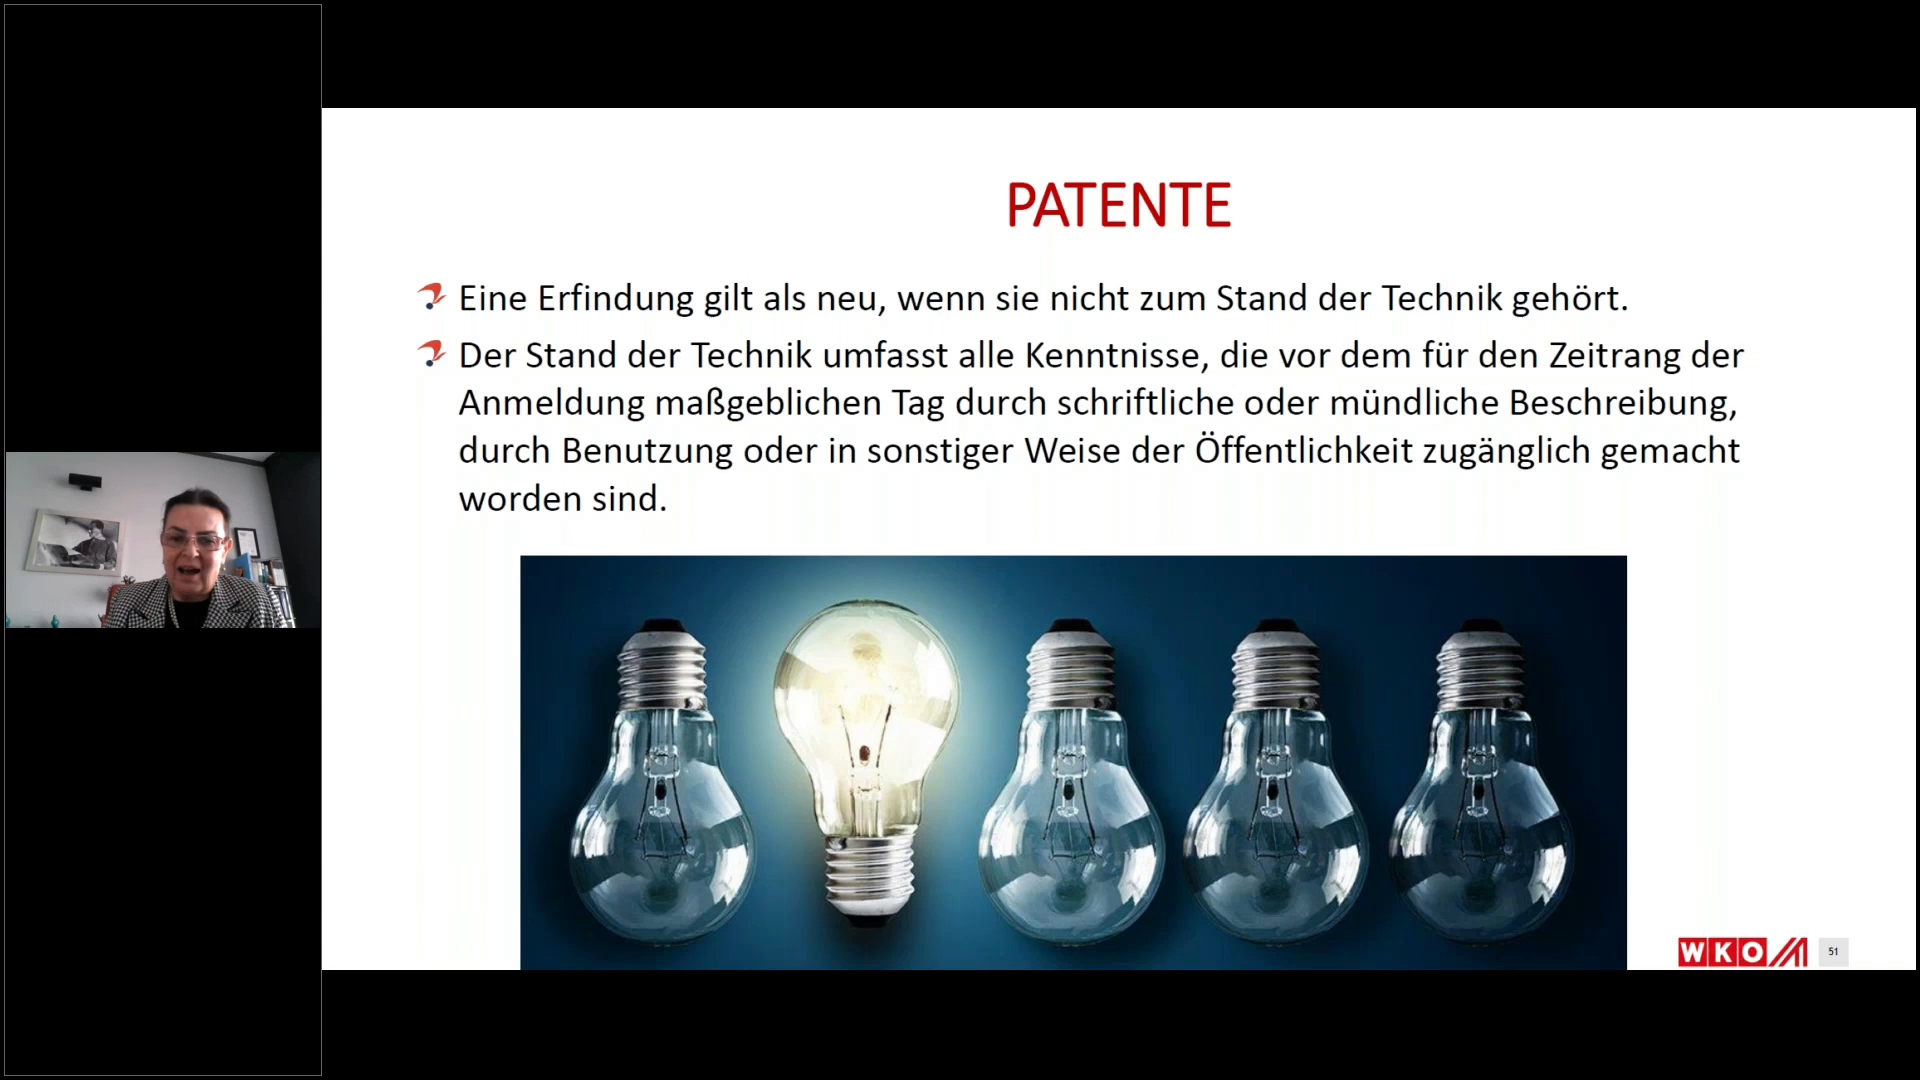 PATENTE
Eine Erfindung gilt als neu, wenn sie nicht zum Stand der Technik gehört.
Der Stand der Technik umfasst alle Kenntnisse, die vor dem für den Zeitrang der
Anmeldung maßgeblichen Tag durch schriftliche oder mündliche Beschreibung,
durch Benutzung oder in sonstiger Weise der Öffentlichkeit zugänglich gemacht
worden sind.
WKO
51